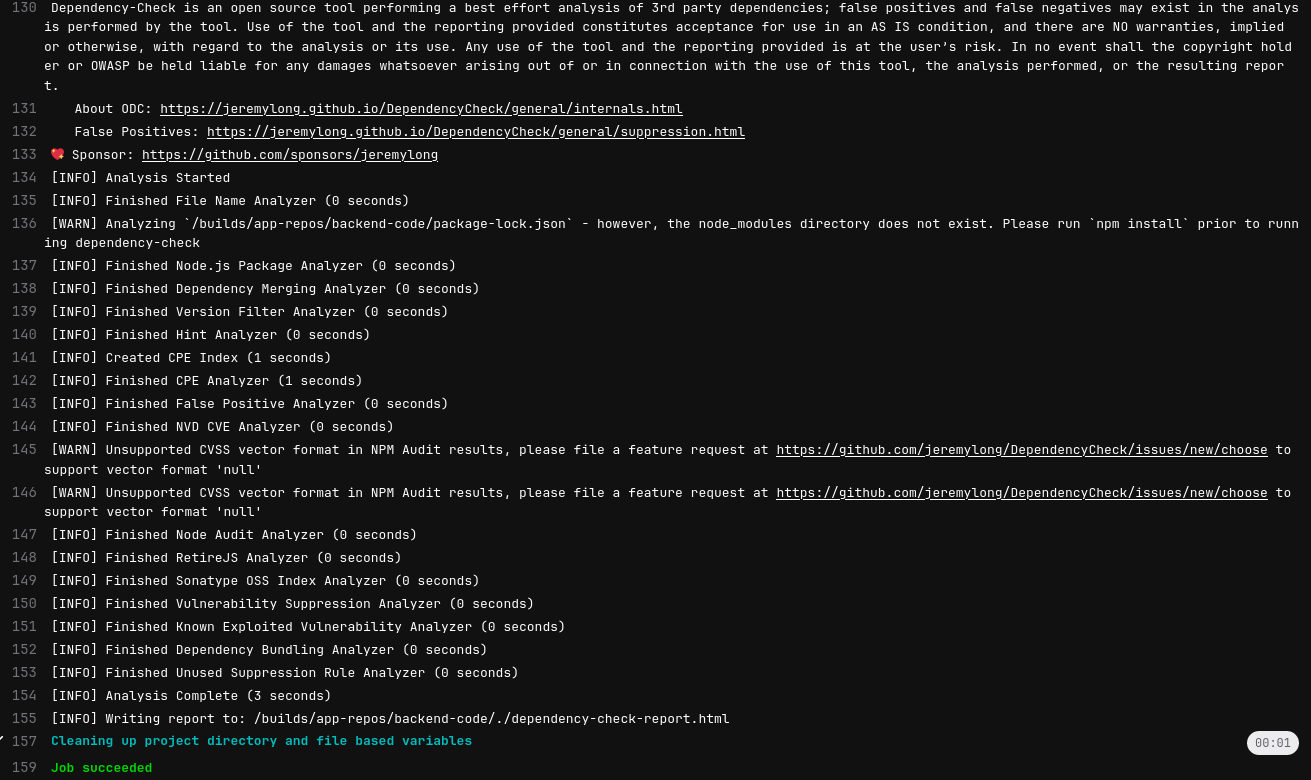 130 Dependency-Check is an open source tool performing a best effort analysis of 3rd party dependencies; false positives and false negatives may exist in the analys
is performed by the tool. Use of the tool and the reporting provided constitutes acceptance for use in an AS IS condition, and there are NO warranties, implied
or otherwise, with regard to the analysis or its use. Any use of the tool and the reporting provided is at the user's risk. In no event shall the copyright hold
er or OWASP be held liable for any damages whatsoever arising out of or in connection with the use of this tool, the analysis performed, or the resulting repor
t.
131 About ODC: https://jeremylong.github.io/DependencyCheck/general/internals.html
132 False Positives: https://jeremylong.github.io/DependencyCheck/general/suppression.html
133 💖 Sponsor: https://github.com/sponsors/jeremylong
134 [INFO] Analysis Started
135 [INFO] Finished File Name Analyzer (0 seconds)
136 [WARN] Analyzing `/builds/app-repos/backend-code/package-lock.json` - however, the node_modules directory does not exist. Please run `npm install` prior to runn
ing dependency-check
137 [INFO] Finished Node.js Package Analyzer (0 seconds)
138 [INFO] Finished Dependency Merging Analyzer (0 seconds)
139 [INFO] Finished Version Filter Analyzer (0 seconds)
140 [INFO] Finished Hint Analyzer (0 seconds)
141 [INFO] Created CPE Index (1 seconds)
142 [INFO] Finished CPE Analyzer (1 seconds)
143 [INFO] Finished False Positive Analyzer (0 seconds)
144 [INFO] Finished NVD CVE Analyzer (0 seconds)
145 [WARN] Unsupported CVSS vector format in NPM Audit results, please file a feature request at https://github.com/jeremylong/DependencyCheck/issues/new/choose to
support vector format 'null'
146 [WARN] Unsupported CVSS vector format in NPM Audit results, please file a feature request at https://github.com/jeremylong/DependencyCheck/issues/new/choose to
support vector format 'null'
147 [INFO] Finished Node Audit Analyzer (0 seconds)
148 [INFO] Finished RetireJS Analyzer (0 seconds)
149 [INFO] Finished Sonatype OSS Index Analyzer (0 seconds)
150 [INFO] Finished Vulnerability Suppression Analyzer (0 seconds)
151 [INFO] Finished Known Exploited Vulnerability Analyzer (0 seconds)
152 [INFO] Finished Dependency Bundling Analyzer (0 seconds)
153 [INFO] Finished Unused Suppression Rule Analyzer (0 seconds)
154 [INFO] Analysis Complete (3 seconds)
155 [INFO] Writing report to: /builds/app-repos/backend-code/./dependency-check-report.html
157 Cleaning up project directory and file based variables 00:01
159 Job succeeded